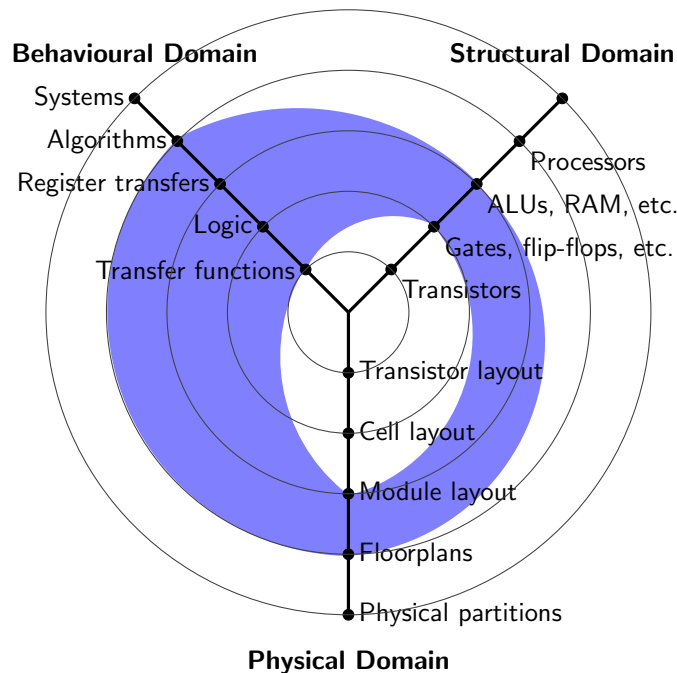 Behavioural Domain
Structural Domain
Systems
Algorithms
Register transfers
Logic
Transfer functions
Processors
ALUs, RAM, etc.
Gates, flip-flops, etc.
Transistors
Transistor layout
Cell layout
Module layout
Floorplans
Physical partitions
Physical Domain